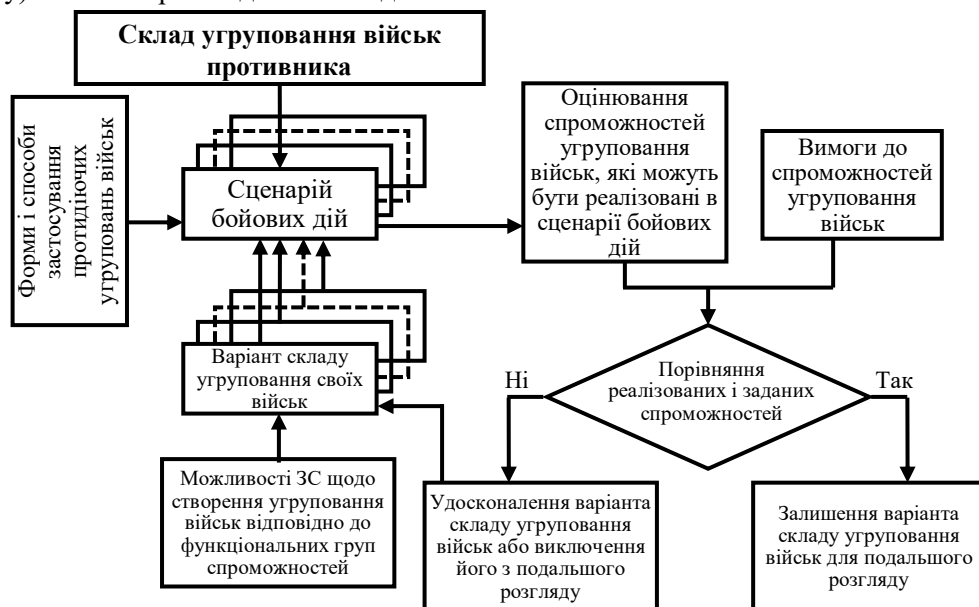 Склад угруповання військ
противника
Форми і способи
застосування
протидіючих
угруповань військ
Сценарій
бойових дій
Оцінювання
спроможностей
угруповання
військ, які можуть
бути реалізовані в
сценарії бойових
дій
Вимоги до
спроможностей
угруповання
військ
Варіант складу
угруповання своїх
військ
Порівняння
реалізованих і заданих
спроможностей
Ні
Так
Можливості ЗС щодо
створення угруповання
військ відповідно до
функціональних груп
спроможностей
Удосконалення варіанта
складу угруповання
військ або виключення
його з подальшого
розгляду
Залишення варіанта
складу угруповання
військ для подальшого
розгляду